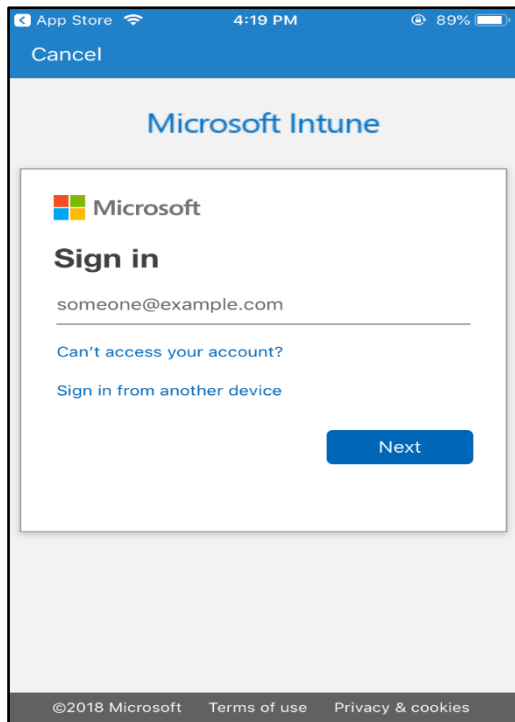 App Store 4:19 PM 89%
Cancel
Microsoft Intune
Microsoft
Sign in
someone@example.com
Can't access your account?
Sign in from another device
Next
©2018 Microsoft Terms of use Privacy & cookies